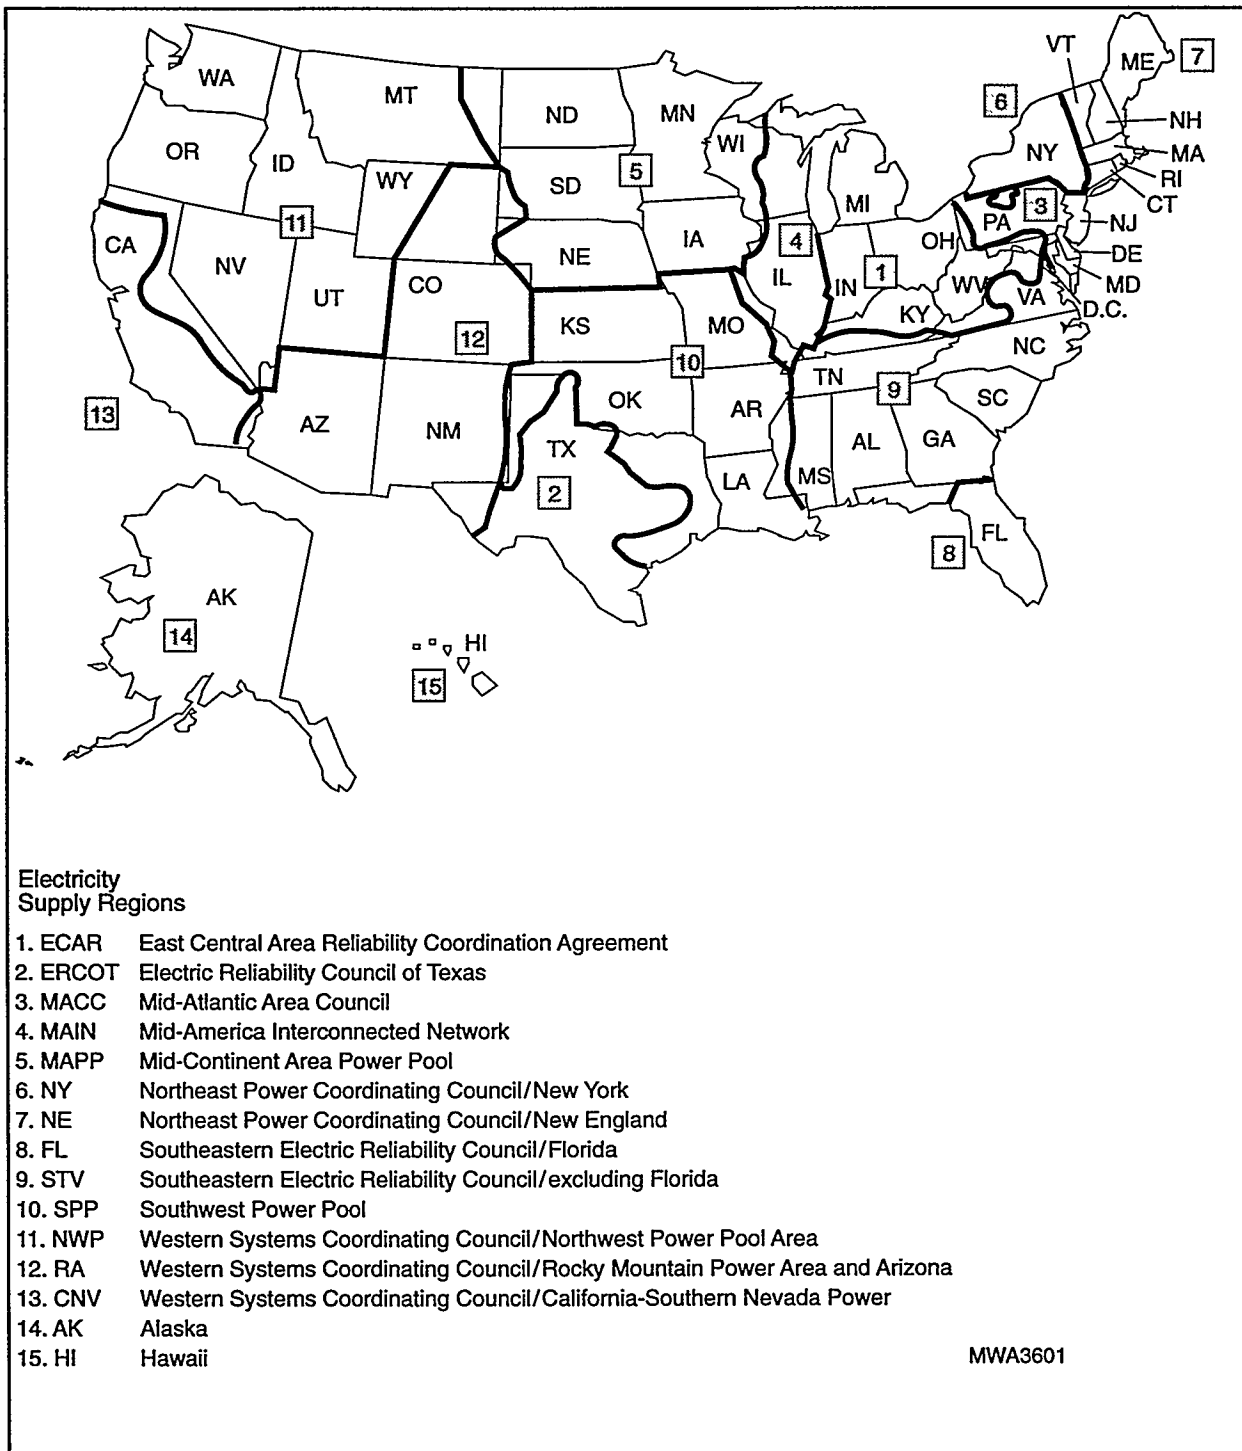 VT
ME
7
WA
MT
6
ND
MN
NH
OR
WI
NY
MA
ID
5
RI
WY
SD
MI
CT
3
PA
NJ
11
IA
4
OH
CA
NE
DE
NV
IL
IN
1
WV
MD
UT
CO
VA
D.C.
KS
MO
KY
12
NC
10
TN
9
SC
13
OK
AR
AZ
NM
AL
GA
TX
LA
MS
2
FL
8
AK
14
HI
15
Electricity
Supply Regions
1. ECAR East Central Area Reliability Coordination Agreement
2. ERCOT Electric Reliability Council of Texas
3. MACC Mid-Atlantic Area Council
4. MAIN Mid-America Interconnected Network
5. MAPP Mid-Continent Area Power Pool
6. NY Northeast Power Coordinating Council/New York
7. NE Northeast Power Coordinating Council/New England
8. FL Southeastern Electric Reliability Council/Florida
9. STV Southeastern Electric Reliability Council/excluding Florida
10. SPP Southwest Power Pool
11. NWP Western Systems Coordinating Council/Northwest Power Pool Area
12. RA Western Systems Coordinating Council/Rocky Mountain Power Area and Arizona
13. CNV Western Systems Coordinating Council/California-Southern Nevada Power
14. AK Alaska
15. HI Hawaii
MWA3601